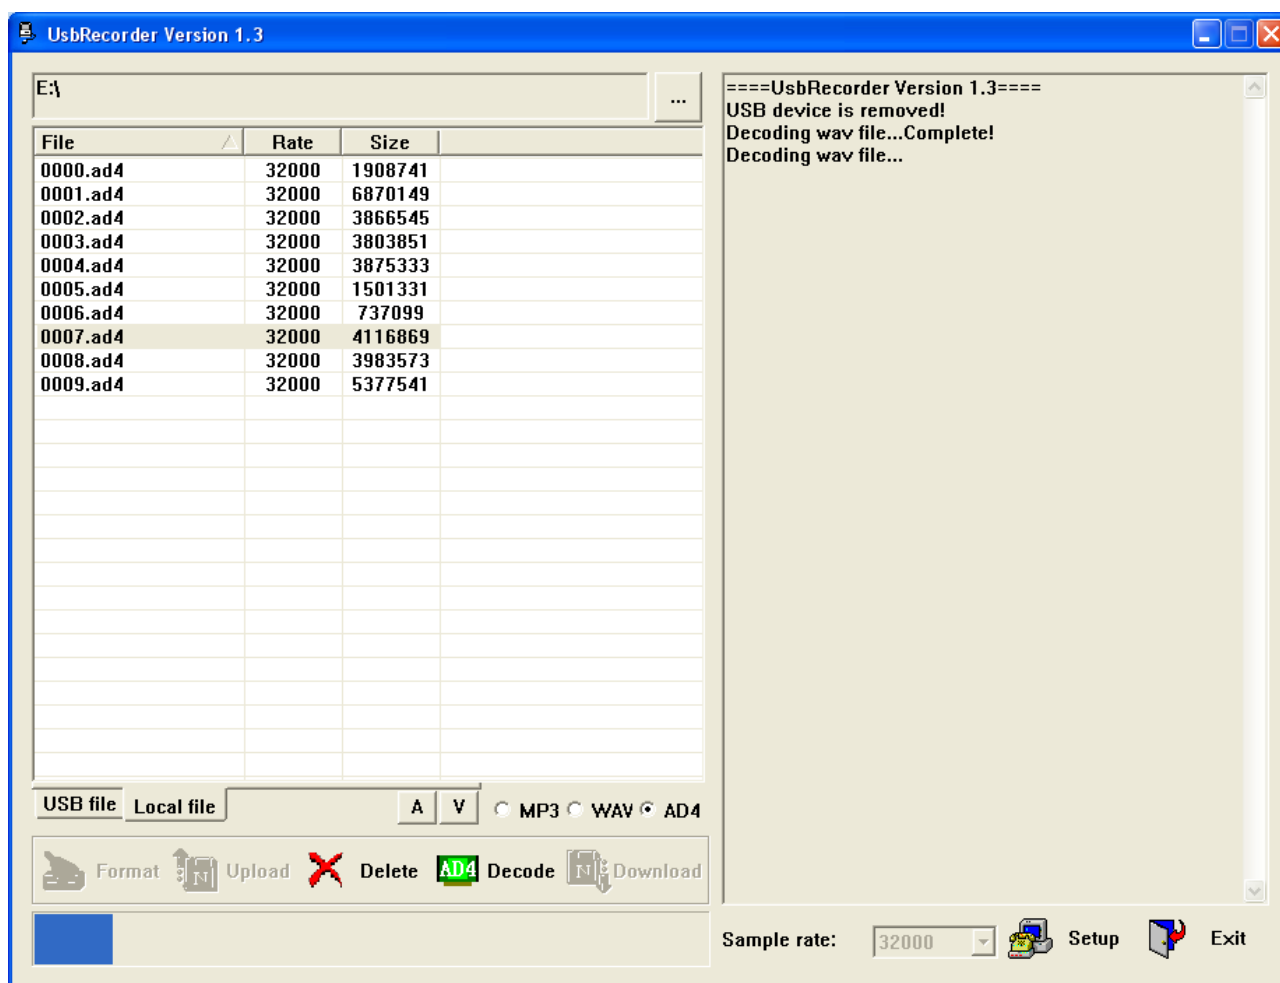 UsbRecorder Version 1.3
E:\
...
File Rate Size
0000.ad4 32000 1908741
0001.ad4 32000 6870149
0002.ad4 32000 3866545
0003.ad4 32000 3803851
0004.ad4 32000 3875333
0005.ad4 32000 1501331
0006.ad4 32000 737099
0007.ad4 32000 4116869
0008.ad4 32000 3983573
0009.ad4 32000 5377541
USB file Local file A V MP3 WAV AD4
Format N Upload Delete AD4 Decode N Download
====UsbRecorder Version 1.3====
USB device is removed!
Decoding wav file...Complete!
Decoding wav file...
Sample rate: 32000 Setup Exit